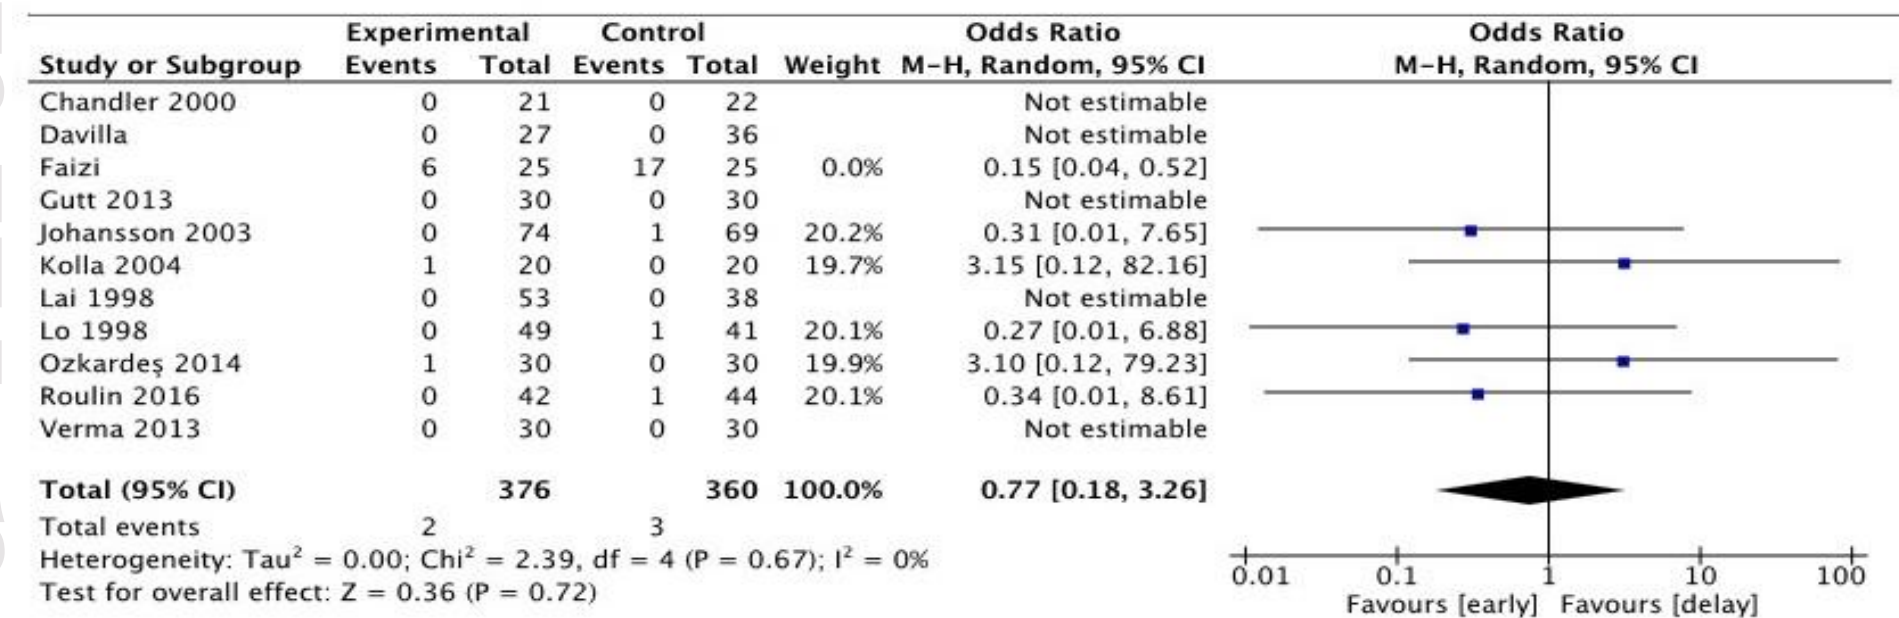 Experimental Control Odds Ratio Odds Ratio
Study or Subgroup Events Total Events Total Weight M-H, Random, 95% CI M-H, Random, 95% CI
Chandler 2000 0 21 0 22 Not estimable
Davilla 0 27 0 36 Not estimable
Faizi 6 25 17 25 0.0% 0.15 [0.04, 0.52]
Gutt 2013 0 30 0 30 Not estimable
Johansson 2003 0 74 1 69 20.2% 0.31 [0.01, 7.65]
Kolla 2004 1 20 0 20 19.7% 3.15 [0.12, 82.16]
Lai 1998 0 53 0 38 Not estimable
Lo 1998 0 49 1 41 20.1% 0.27 [0.01, 6.88]
Ozkardeş 2014 1 30 0 30 19.9% 3.10 [0.12, 79.23]
Roulin 2016 0 42 1 44 20.1% 0.34 [0.01, 8.61]
Verma 2013 0 30 0 30 Not estimable
Total (95% CI) 376 360 100.0% 0.77 [0.18, 3.26]
Total events 2 3
Heterogeneity: Tau² = 0.00; Chi² = 2.39, df = 4 (P = 0.67); I² = 0%
Test for overall effect: Z = 0.36 (P = 0.72)
0.01 0.1 1 10 100
Favours [early] Favours [delay]